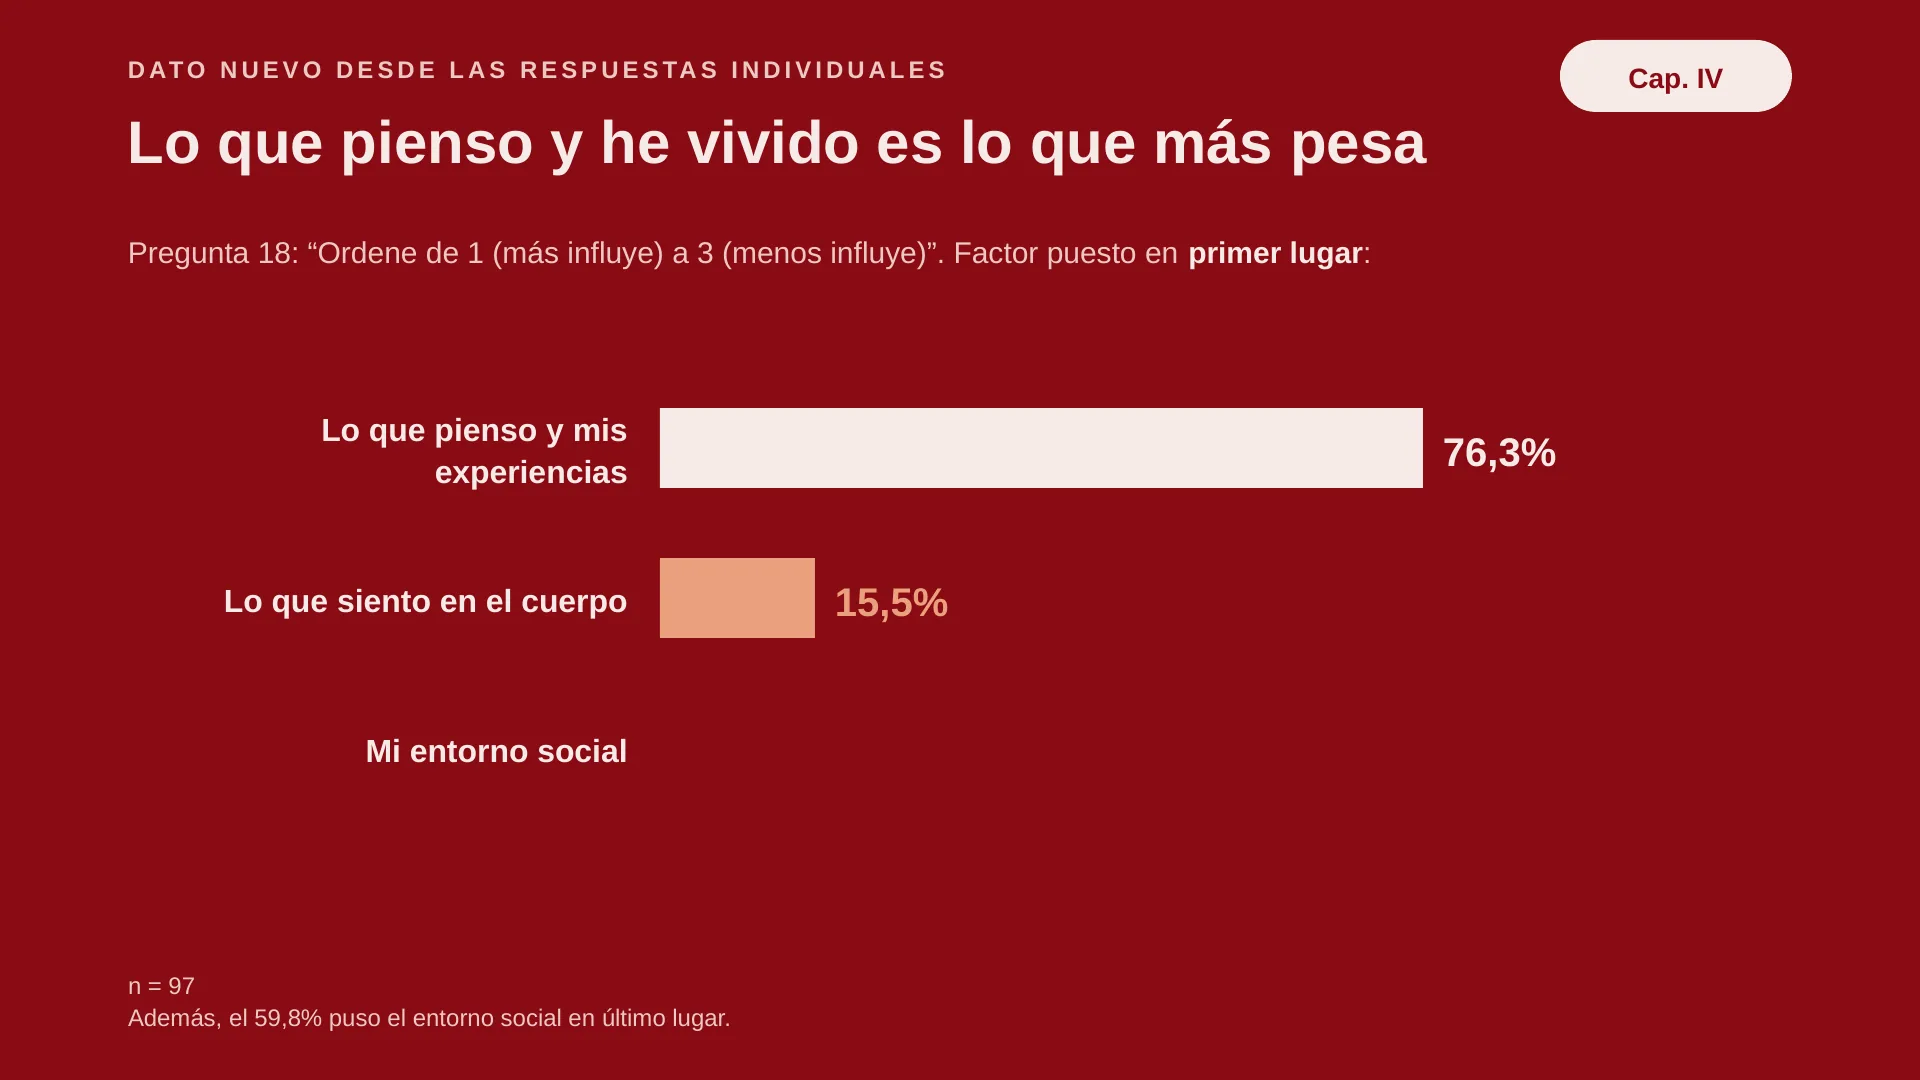 DATO NUEVO DESDE LAS RESPUESTAS INDIVIDUALES
Cap. IV
Lo que pienso y he vivido es lo que más pesa
Pregunta 18: “Ordene de 1 (más influye) a 3 (menos influye)”. Factor puesto en primer lugar:
Lo que pienso y mis
experiencias
76,3%
Lo que siento en el cuerpo
15,5%
Mi entorno social
n = 97
Además, el 59,8% puso el entorno social en último lugar.